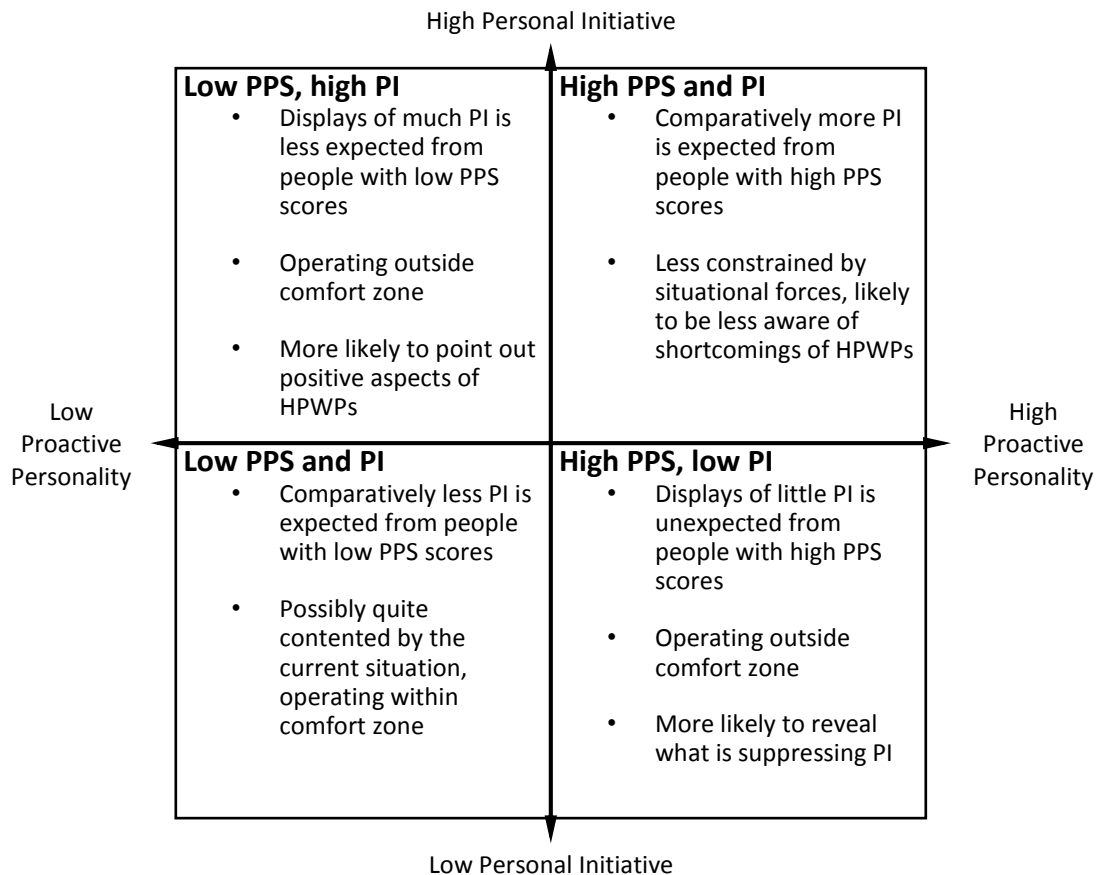 High Personal Initiative
Low PPS, high PI
• Displays of much PI is
less expected from
people with low PPS
scores
• Operating outside
comfort zone
• More likely to point out
positive aspects of
HPWPs
High PPS and PI
• Comparatively more PI
is expected from
people with high PPS
scores
• Less constrained by
situational forces, likely
to be less aware of
shortcomings of HPWPs
Low
Proactive
Personality
High
Proactive
Personality
Low PPS and PI
• Comparatively less PI is
expected from people
with low PPS scores
• Possibly quite
contented by the
current situation,
operating within
comfort zone
High PPS, low PI
• Displays of little PI is
unexpected from
people with high PPS
scores
• Operating outside
comfort zone
• More likely to reveal
what is suppressing PI
Low Personal Initiative